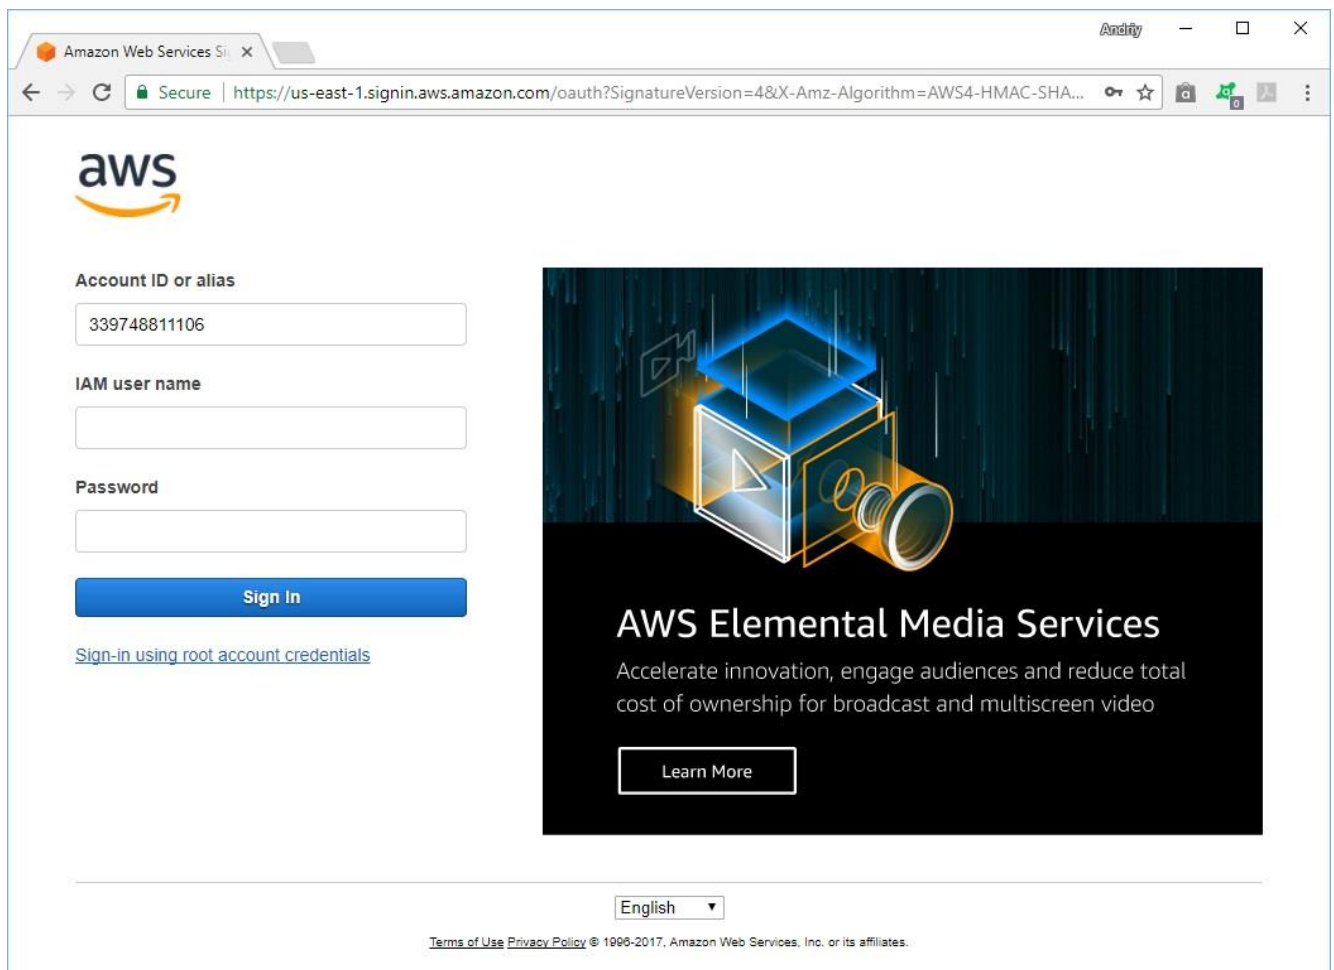 Andriy
Amazon Web Services Si
Secure | https://us-east-1.signin.aws.amazon.com/oauth?SignatureVersion=4&X-Amz-Algorithm=AWS4-HMAC-SHA...
a
0
aws
Account ID or alias
339748811106
IAM user name
Password
Sign In
Sign-in using root account credentials
AWS Elemental Media Services
Accelerate innovation, engage audiences and reduce total
cost of ownership for broadcast and multiscreen video
Learn More
English
Terms of Use Privacy Policy © 1996-2017, Amazon Web Services, Inc. or its affiliates.